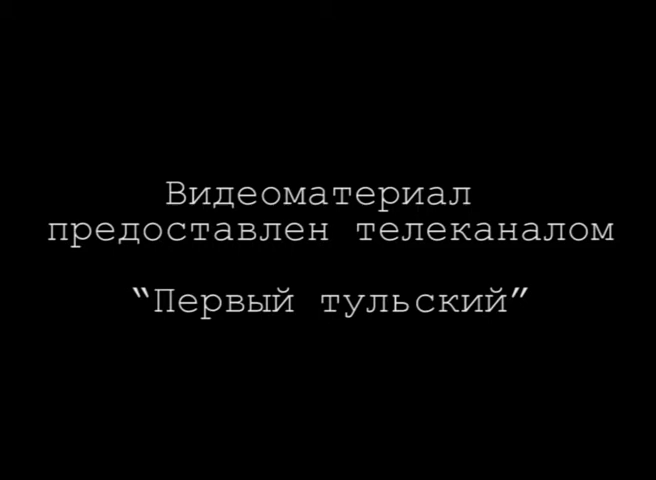 Видеоматериал
предоставлен телеканалом
“Первый тульский”